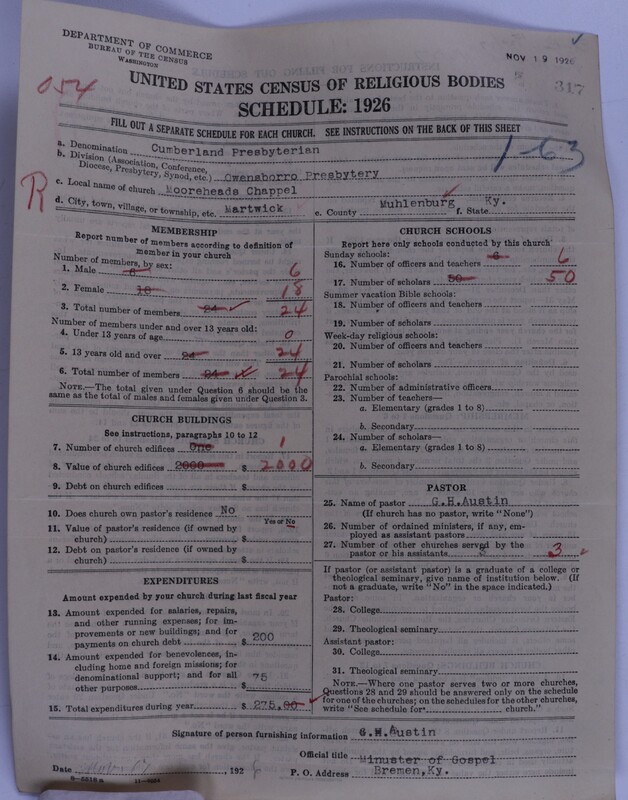 DEPARTMENT OF COMMERCE
BUREAU OF THE CENSUS
WASHINGTON
NOV 19 1926
317
054
UNITED STATES CENSUS OF RELIGIOUS BODIES
SCHEDULE: 1926
FILL OUT A SEPARATE SCHEDULE FOR EACH CHURCH. SEE INSTRUCTIONS ON THE BACK OF THIS SHEET
1-63
R
a. Denomination Cumberland Presbyterian
b. Division (Association, Conference,
Diocese, Presbytery, Synod, etc.) Owensborro Presbytery
c. Local name of church Mooreheads Chappel
d. City, town, village, or township, etc. Martwick e. County Muhlenburg f. State Ky.
MEMBERSHIP
Report number of members according to definition of
member in your church
Number of members, by sex:
1. Male 6 6
2. Female 18 18
3. Total number of members 24 24
Number of members under and over 13 years old:
4. Under 13 years of age 0
5. 13 years old and over 24 24
6. Total number of members 24 24
NOTE.—The total given under Question 6 should be the
same as the total of males and females given under Question 3.
CHURCH BUILDINGS
See instructions, paragraphs 10 to 12
7. Number of church edifices One 1
8. Value of church edifices 2000 $ 2000
9. Debt on church edifices $
10. Does church own pastor's residence No
Yes or No
11. Value of pastor's residence (if owned by
church) $
12. Debt on pastor's residence (if owned by
church) $
EXPENDITURES
Amount expended by your church during last fiscal year
13. Amount expended for salaries, repairs,
and other running expenses; for im-
provements or new buildings; and for
payments on church debt $ 200
14. Amount expended for benevolences, in-
cluding home and foreign missions; for
denominational support; and for all
other purposes $ 75
15. Total expenditures during year $ 275.00
CHURCH SCHOOLS
Report here only schools conducted by this church
Sunday schools:
16. Number of officers and teachers 6 6
17. Number of scholars 50 50
Summer vacation Bible schools:
18. Number of officers and teachers
19. Number of scholars
Week-day religious schools:
20. Number of officers and teachers
21. Number of scholars
Parochial schools:
22. Number of administrative officers
23. Number of teachers—
a. Elementary (grades 1 to 8)
b. Secondary
24. Number of scholars—
a. Elementary (grades 1 to 8)
b. Secondary
PASTOR
25. Name of pastor G.H.Austin
(If church has no pastor, write "None")
26. Number of ordained ministers, if any, em-
ployed as assistant pastors
27. Number of other churches served by the
pastor or his assistants 3 3
If pastor (or assistant pastor) is a graduate of a college or
theological seminary, give name of institution below. (If
not a graduate, write "No" in the space indicated.)
Pastor:
28. College
29. Theological seminary
Assistant pastor:
30. College
31. Theological seminary
NOTE.—Where one pastor serves two or more churches,
Questions 28 and 29 should be answered only on the schedule
for one of the churches; on the schedules for the other churches,
write "See schedule for church."
Signature of person furnishing information G.H.Austin
Official title Minuster of Gospel
Date , 192 P. O. Address Bremen,Ky.